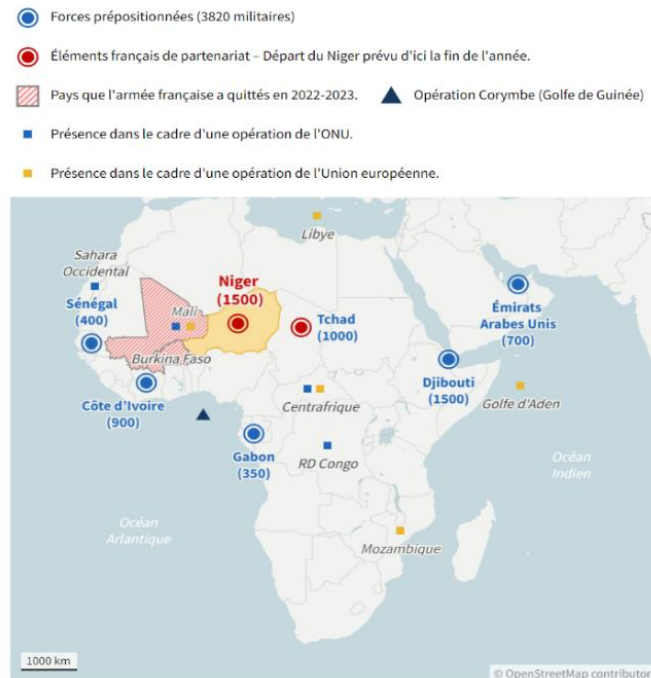 Forces prépositionnées (3820 militaires)
Éléments français de partenariat – Départ du Niger prévu d'ici la fin de l'année.
Pays que l'armée française a quittés en 2022-2023.
Opération Corymbe (Golfe de Guinée)
Présence dans le cadre d'une opération de l'ONU.
Présence dans le cadre d'une opération de l'Union européenne.
Libye
Sahara
Occidental
Niger
(1500)
Sénégal
(400)
Mali
Tchad
(1000)
Émirats
Arabes Unis
(700)
Burkina Faso
Djibouti
(1500)
Côte d'Ivoire
(900)
Centrafrique
Golfe d'Aden
Gabon
(350)
RD Congo
Océan
Indien
Océan
Atlantique
Mozambique
1000 km
© OpenStreetMap contributor